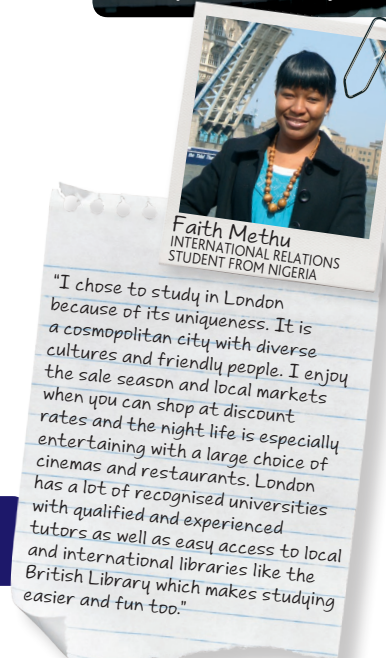 Faith Methu
INTERNATIONAL RELATIONS
STUDENT FROM NIGERIA
"I chose to study in London
because of its uniqueness. It is
a cosmopolitan city with diverse
cultures and friendly people. I enjoy
the sale season and local markets
when you can shop at discount
rates and the night life is especially
entertaining with a large choice of
cinemas and restaurants. London
has a lot of recognised universities
with qualified and experienced
tutors as well as easy access to local
and international libraries like the
British Library which makes studying
easier and fun too."